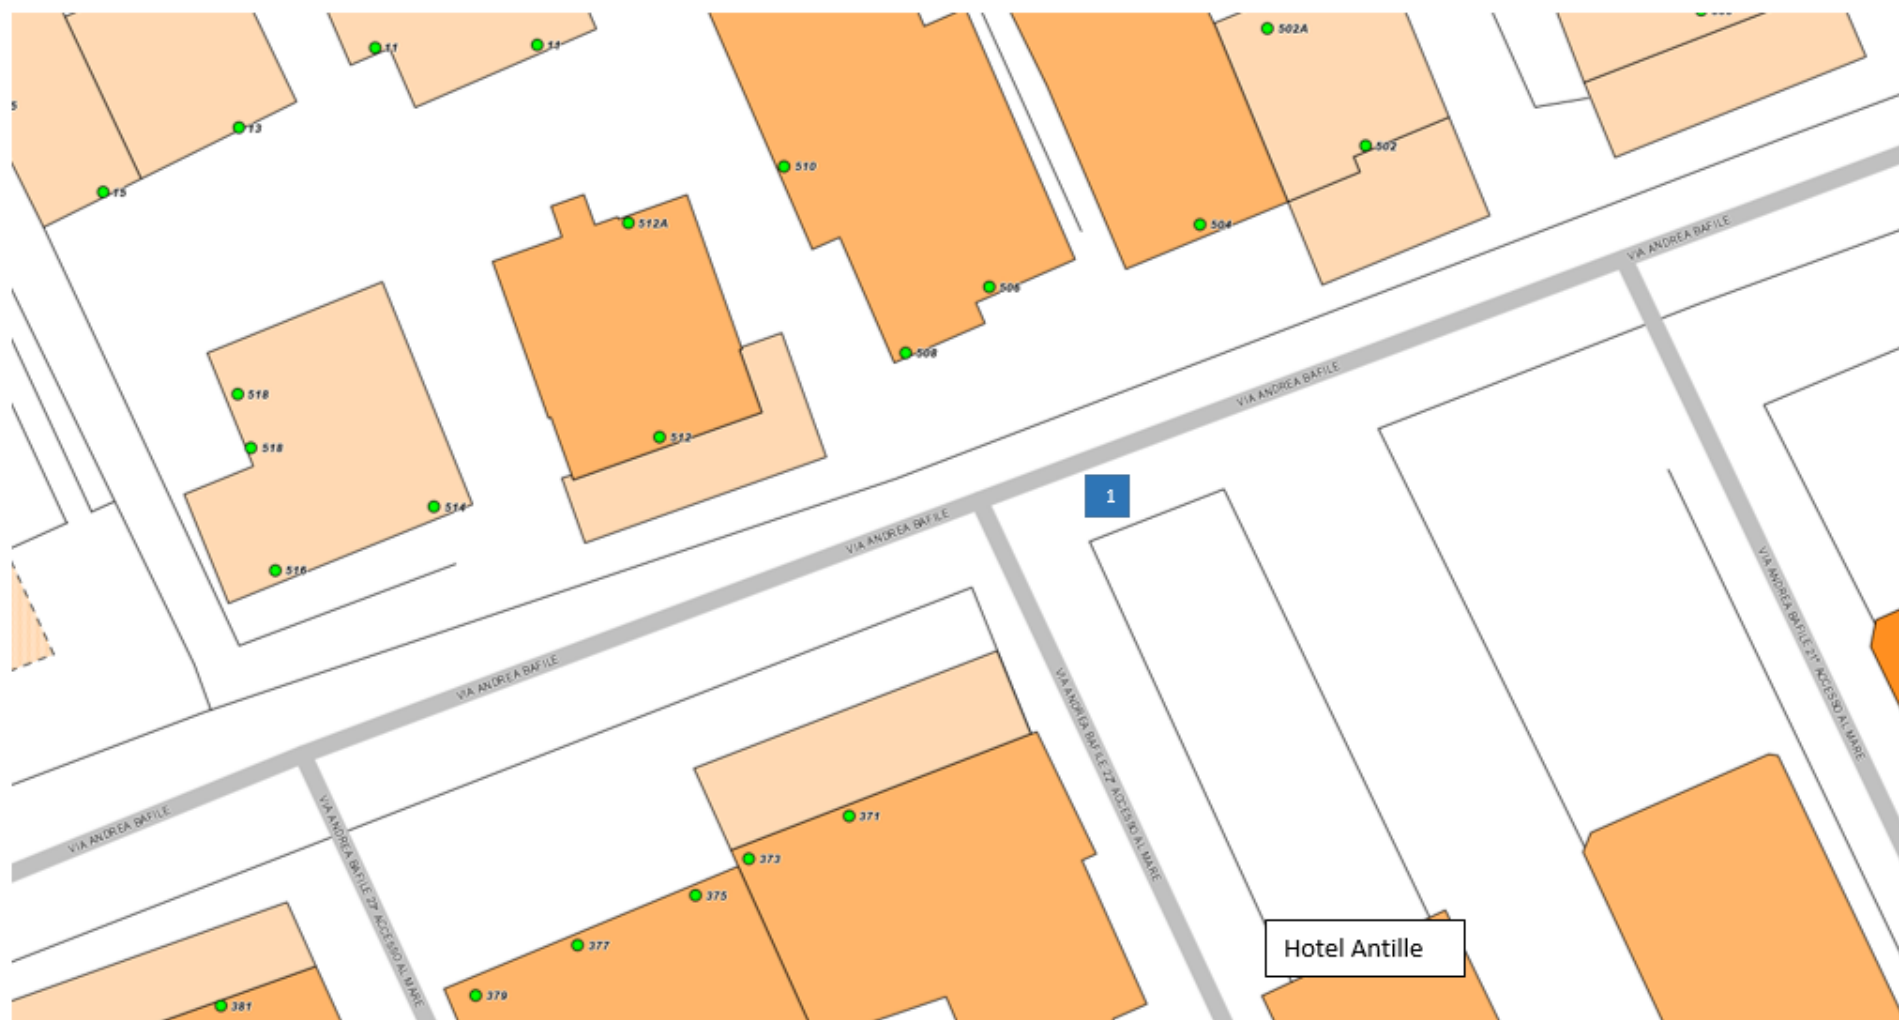 11
11
502A
13
502
510
15
504
512A
VIA ANDREA BAFILE
506
508
VIA ANDREA BAFILE
518
512
518
1
514
VIA ANDREA BAFILE
516
VIA ANDREA BAFILE
VIA ANDREA BAFILE 21° ACCESSO AL MARE
VIA ANDREA BAFILE 22° ACCESSO AL MARE
VIA ANDREA BAFILE
VIA ANDREA BAFILE 23° ACCESSO AL MARE
371
373
375
377
Hotel Antille
379
381